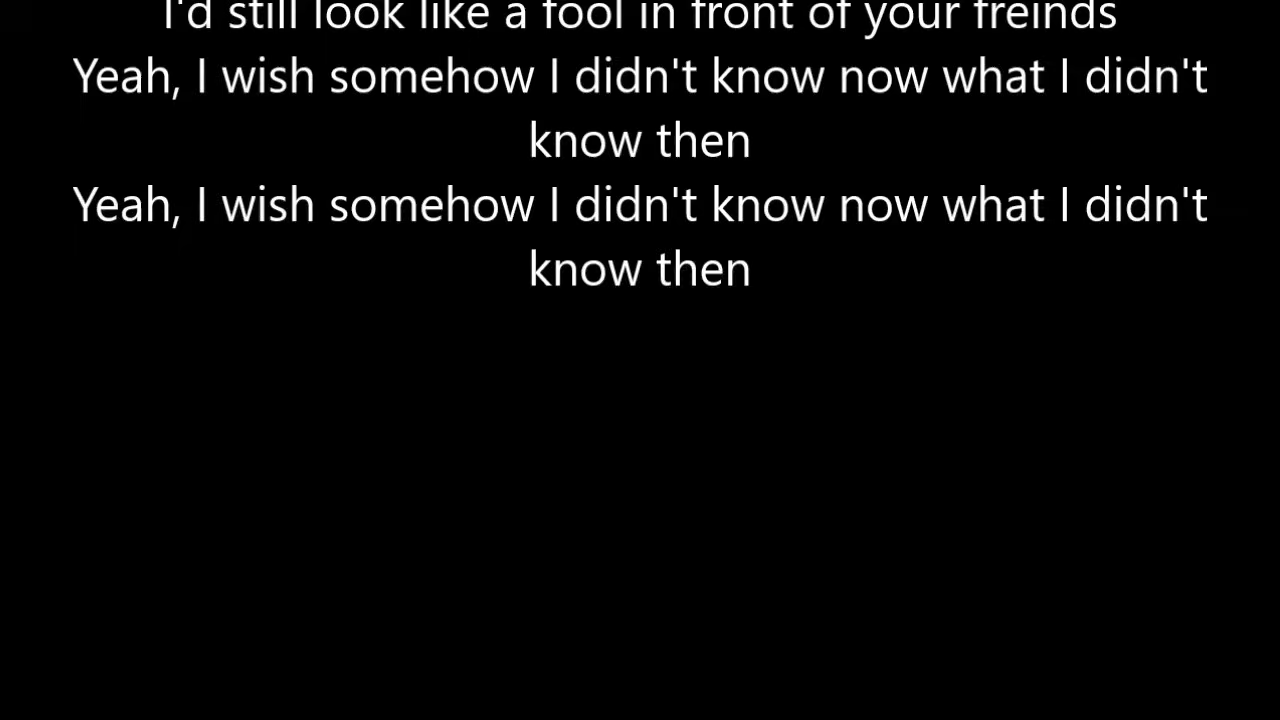 I'd still look like a fool in front of your freinds
Yeah, I wish somehow I didn't know now what I didn't
know then
Yeah, I wish somehow I didn't know now what I didn't
know then